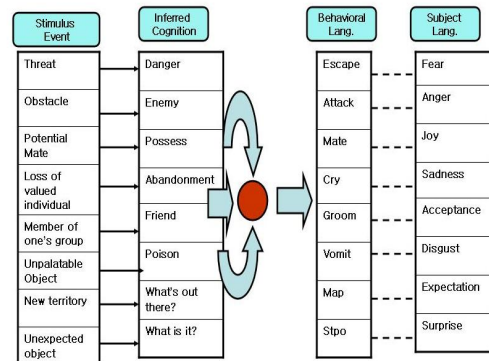 Stimulus
Event
Inferred
Cognition
Behavioral
Lang.
Subject
Lang.
Threat
Obstacle
Potential
Mate
Loss of
valued
individual
Member of
one's group
Unpalatable
Object
New territory
Unexpected
object
Danger
Enemy
Possess
Abandonment
Friend
Poison
What's out
there?
What is it?
Escape
Attack
Mate
Cry
Groom
Vomit
Map
Stpo
Fear
Anger
Joy
Sadness
Acceptance
Disgust
Expectation
Surprise